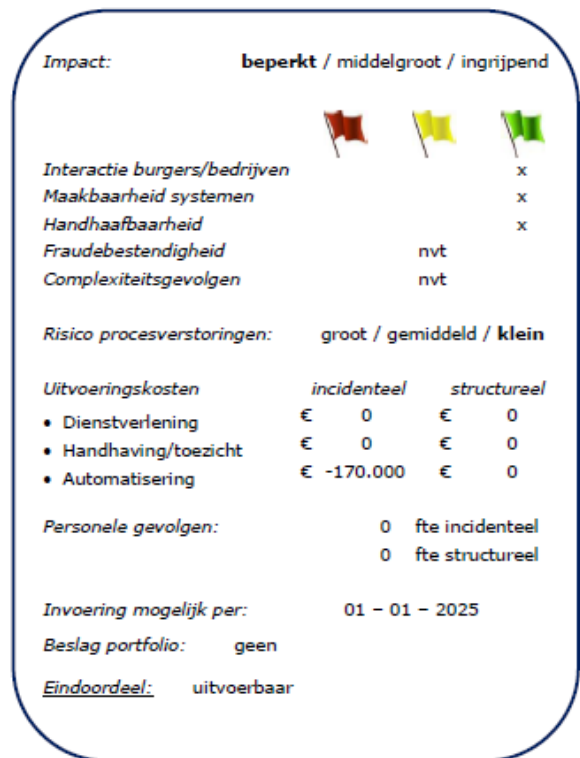 Impact: beperkt / middelgroot / ingrijpend
Interactie burgers/bedrijven x
Maakbaarheid systemen x
Handhaafbaarheid x
Fraudebestendigheid nvt
Complexiteitsgevolgen nvt
Risico procesverstoringen: groot / gemiddeld / klein
Uitvoeringskosten incidenteel structureel
• Dienstverlening € 0 € 0
• Handhaving/toezicht € 0 € 0
• Automatisering € -170.000 € 0
Personele gevolgen: 0 fte incidenteel
0 fte structureel
Invoering mogelijk per: 01 – 01 – 2025
Beslag portfolio: geen
Eindoordeel: uitvoerbaar